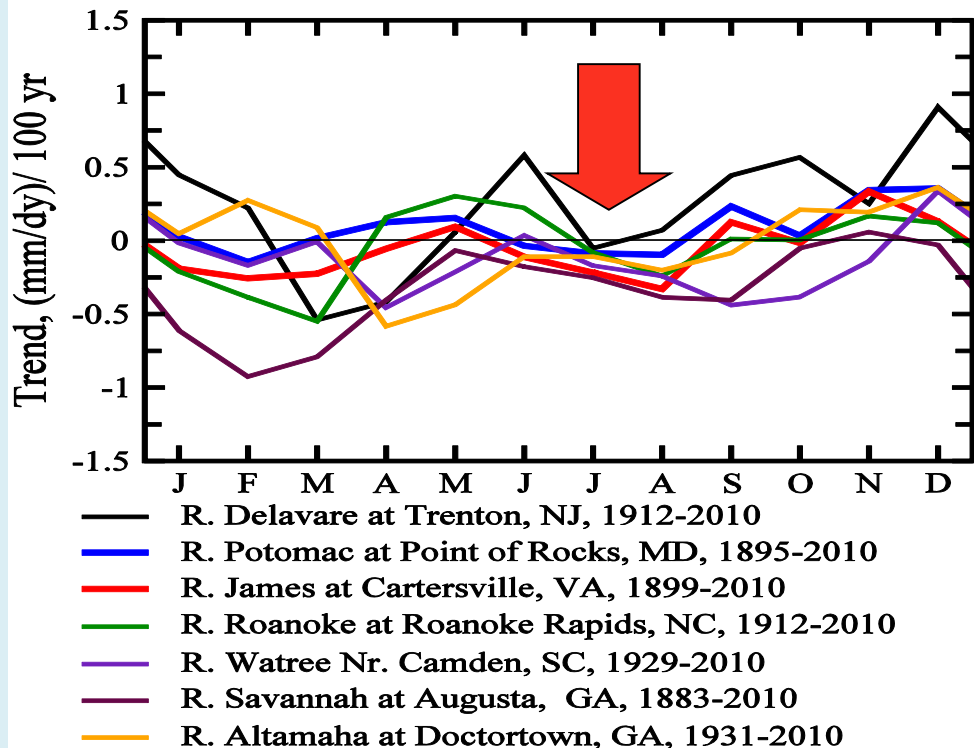 Trend, (mm/dy)/ 100 yr
1.5
1
0.5
0
-0.5
-1
-1.5
J F M A M J J A S O N D
R. Delavare at Trenton, NJ, 1912-2010
R. Potomac at Point of Rocks, MD, 1895-2010
R. James at Cartersville, VA, 1899-2010
R. Roanoke at Roanoke Rapids, NC, 1912-2010
R. Watree Nr. Camden, SC, 1929-2010
R. Savannah at Augusta, GA, 1883-2010
R. Altamaha at Doctortown, GA, 1931-2010